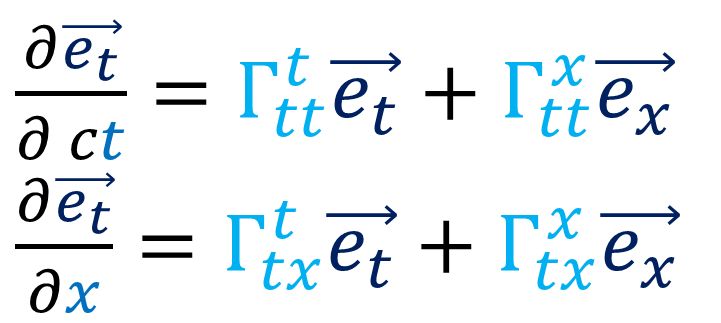 ∂e⃗_t/∂ct = Γ^t_tt e⃗_t + Γ^x_tt e⃗_x
∂e⃗_t/∂x = Γ^t_tx e⃗_t + Γ^x_tx e⃗_x